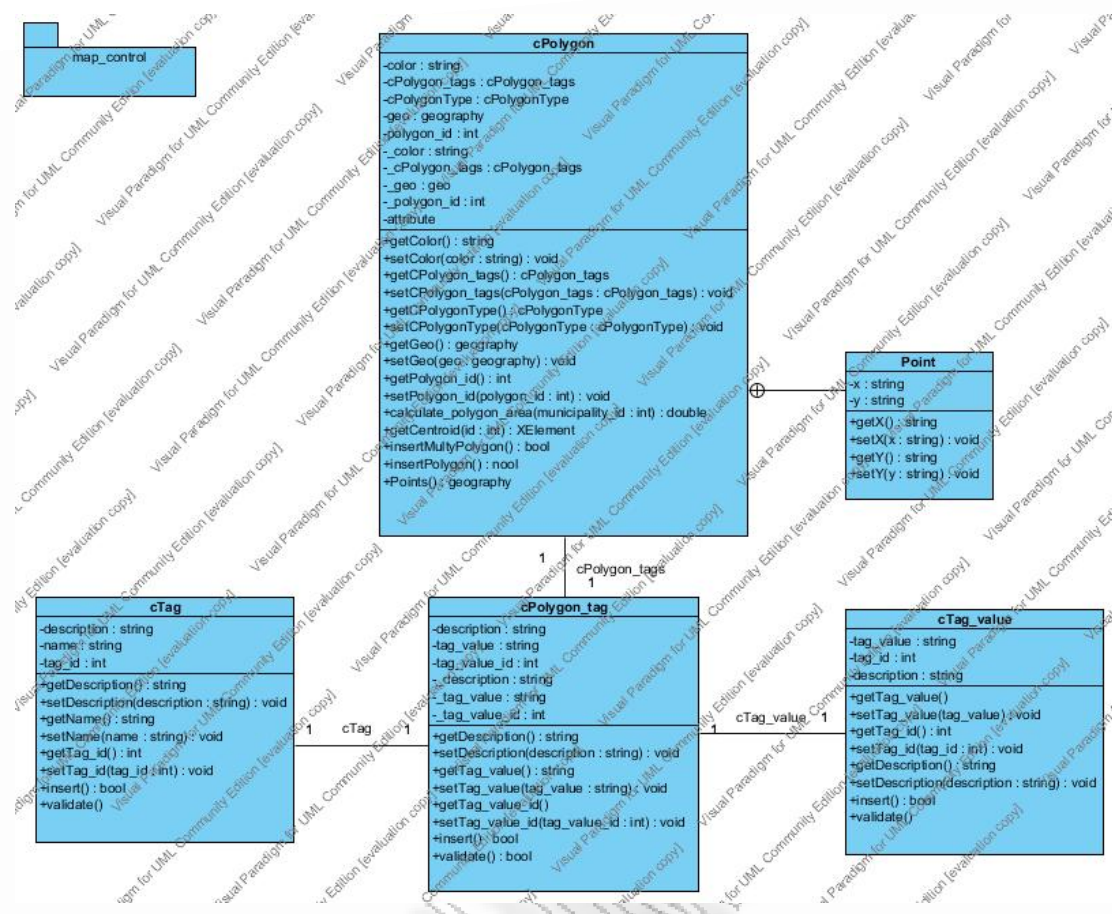 map_control
cPolygon
-color : string
-cPolygon_tags : cPolygon_tags
-cPolygonType : cPolygonType
-geo : geography
-polygon_id : int
-_color : string
-_cPolygon_tags : cPolygon_tags
-_geo : geo
-_polygon_id : int
-attribute
+getColor() : string
+setColor(color : string) : void
+getCPolygon_tags() : cPolygon_tags
+setCPolygon_tags(cPolygon_tags : cPolygon_tags) : void
+getCPolygonType() : cPolygonType
+setCPolygonType(cPolygonType : cPolygonType) : void
+getGeo() : geography
+setGeo(geo : geography) : void
+getPolygon_id() : int
+setPolygon_id(polygon_id : int) : void
+calculate_polygon_area(municipality_id : int) : double
+getCentroid(id : int) : XElement
+insertMultyPolygon() : bool
+insertPolygon() : nool
+Points() : geography
Point
-x : string
-y : string
+getX() : string
+setX(x : string) : void
+getY() : string
+setY(y : string) : void
1
cPolygon_tags
1
cTag
-description : string
-name : string
-tag_id : int
+getDescription() : string
+setDescription(description : string) : void
+getName() : string
+setName(name : string) : void
+getTag_id() : int
+setTag_id(tag_id : int) : void
+insert() : bool
+validate()
1
cTag
1
cPolygon_tag
-description : string
-tag_value : string
-tag_value_id : int
-_description : string
-_tag_value : string
-_tag_value_id : int
+getDescription() : string
+setDescription(description : string) : void
+getTag_value() : string
+setTag_value(tag_value : string) : void
+getTag_value_id()
+setTag_value_id(tag_value_id : int) : void
+insert() : bool
+validate() : bool
1
cTag_value
1
cTag_value
-tag_value : string
-tag_id : int
-description : string
+getTag_value()
+setTag_value(tag_value) : void
+getTag_id() : int
+setTag_id(tag_id : int) : void
+getDescription() : string
+setDescription(description : string) : void
+insert() : bool
+validate()
Visual Paradigm for UML Community Edition [evaluation copy]